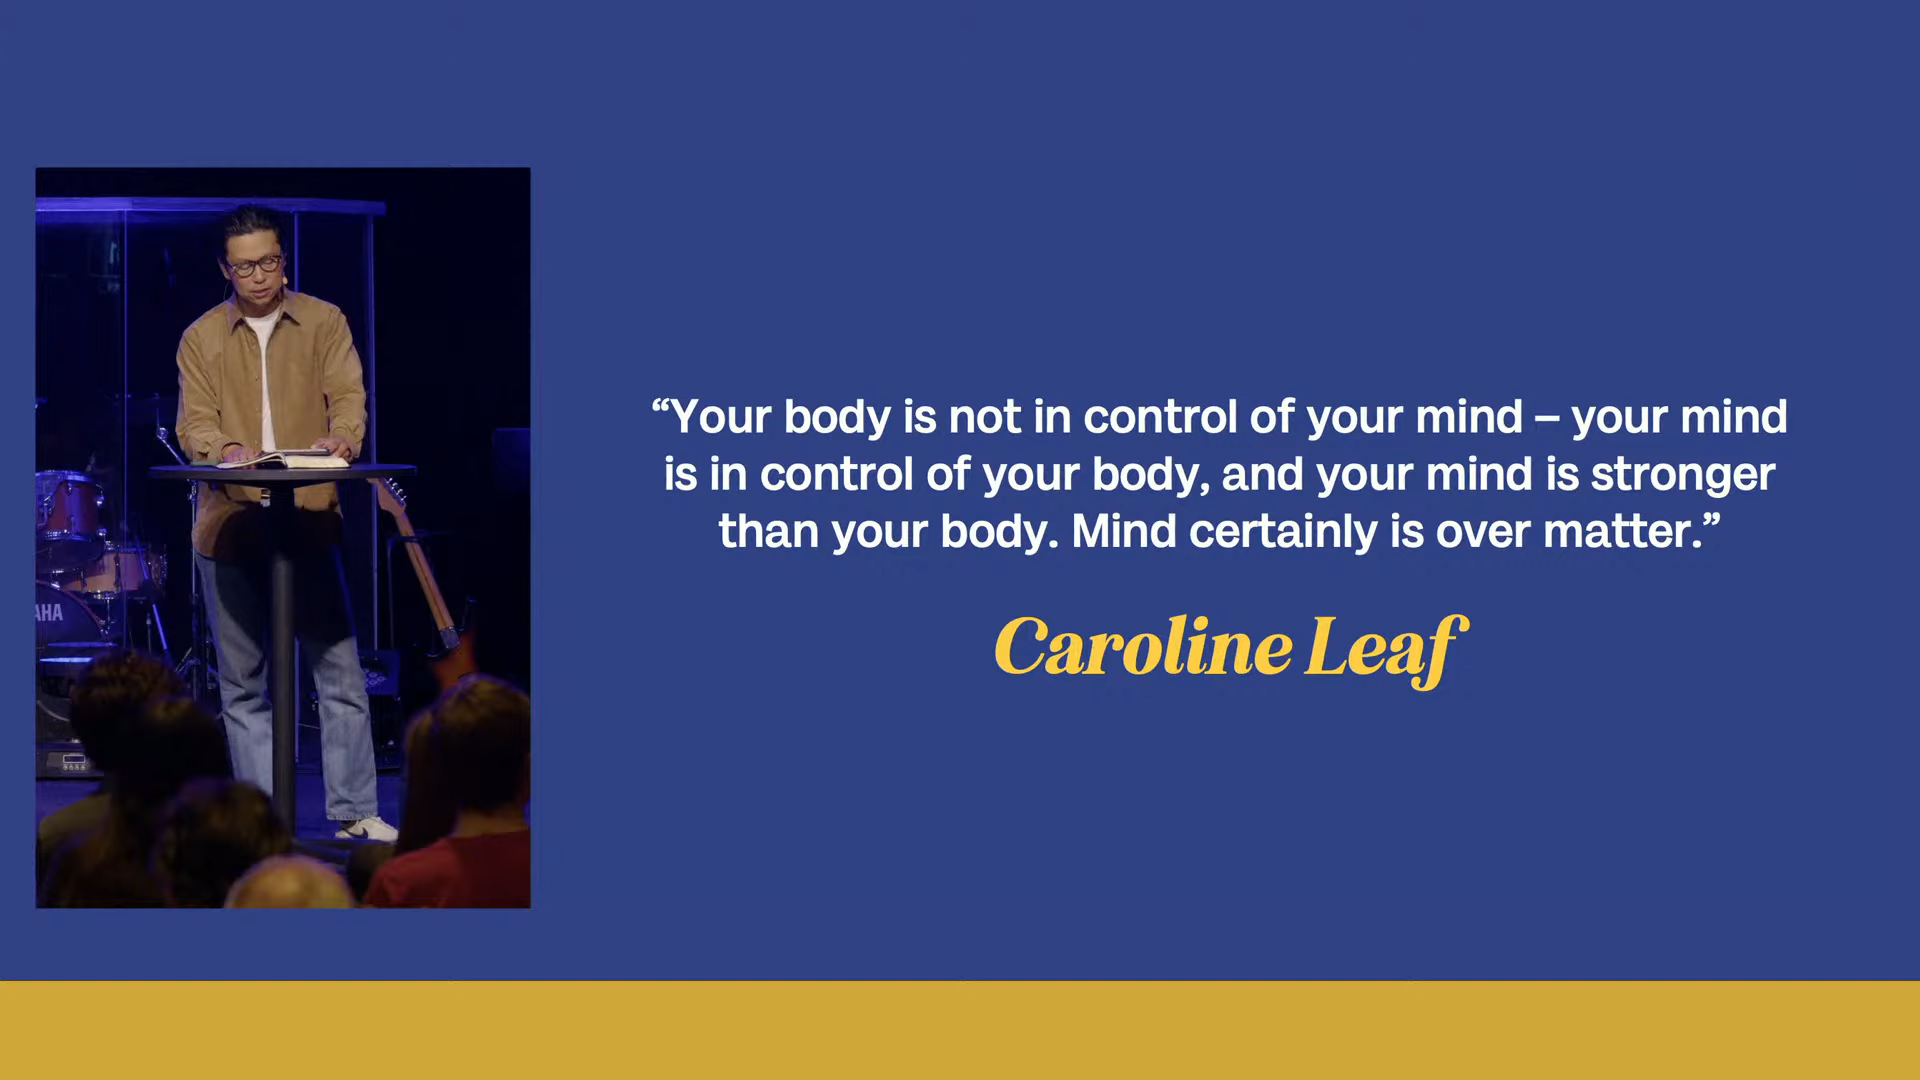 “Your body is not in control of your mind – your mind
is in control of your body, and your mind is stronger
than your body. Mind certainly is over matter.”
Caroline Leaf
AHA